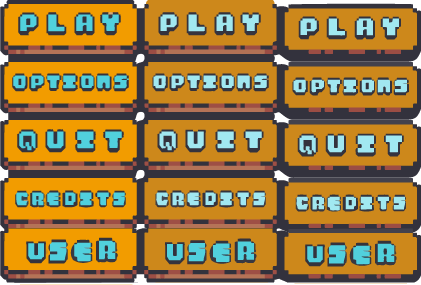 PLAY PLAY PLAY
OPTIONS OPTIONS OPTIONS
QUIT QUIT QUIT
CREDITS CREDITS CREDITS
USER USER USER